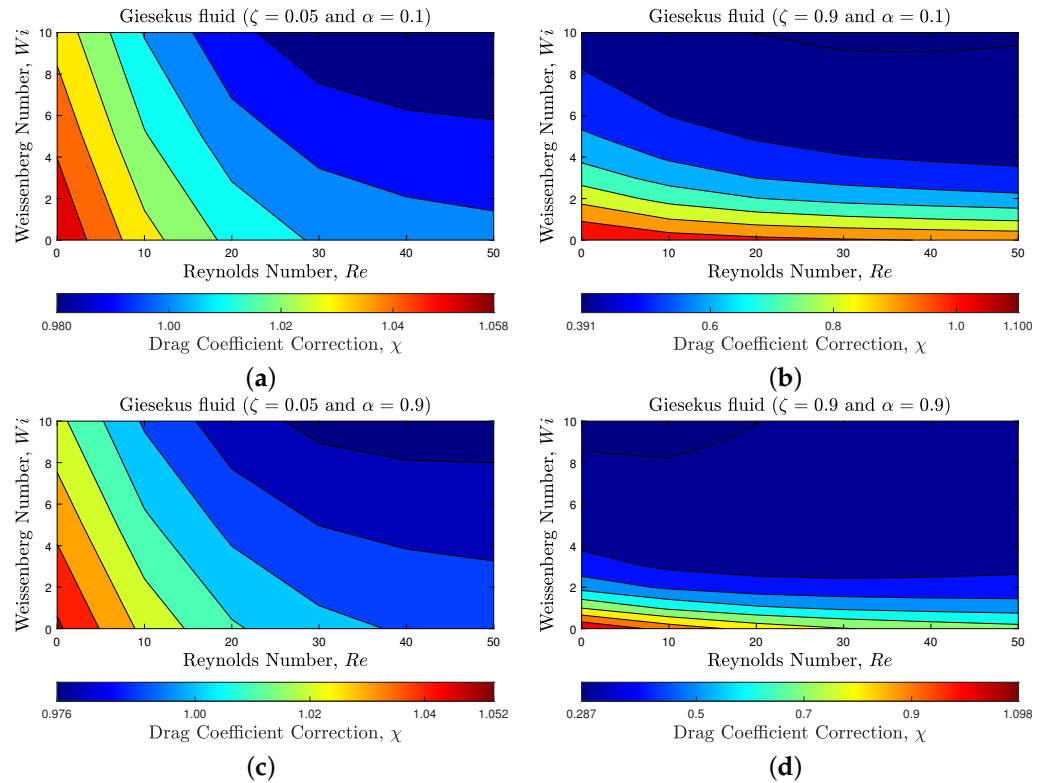 Giesekus fluid (ζ = 0.05 and α = 0.1)
Weissenberg Number, Wi
10
8
6
4
2
0
0 10 20 30 40 50
Reynolds Number, Re
0.980 1.00 1.02 1.04 1.058
Drag Coefficient Correction, χ
(a)
Giesekus fluid (ζ = 0.9 and α = 0.1)
Weissenberg Number, Wi
10
8
6
4
2
0
0 10 20 30 40 50
Reynolds Number, Re
0.391 0.6 0.8 1.0 1.100
Drag Coefficient Correction, χ
(b)
Giesekus fluid (ζ = 0.05 and α = 0.9)
Weissenberg Number, Wi
10
8
6
4
2
0
0 10 20 30 40 50
Reynolds Number, Re
0.976 1.00 1.02 1.04 1.052
Drag Coefficient Correction, χ
(c)
Giesekus fluid (ζ = 0.9 and α = 0.9)
Weissenberg Number, Wi
10
8
6
4
2
0
0 10 20 30 40 50
Reynolds Number, Re
0.287 0.5 0.7 0.9 1.098
Drag Coefficient Correction, χ
(d)